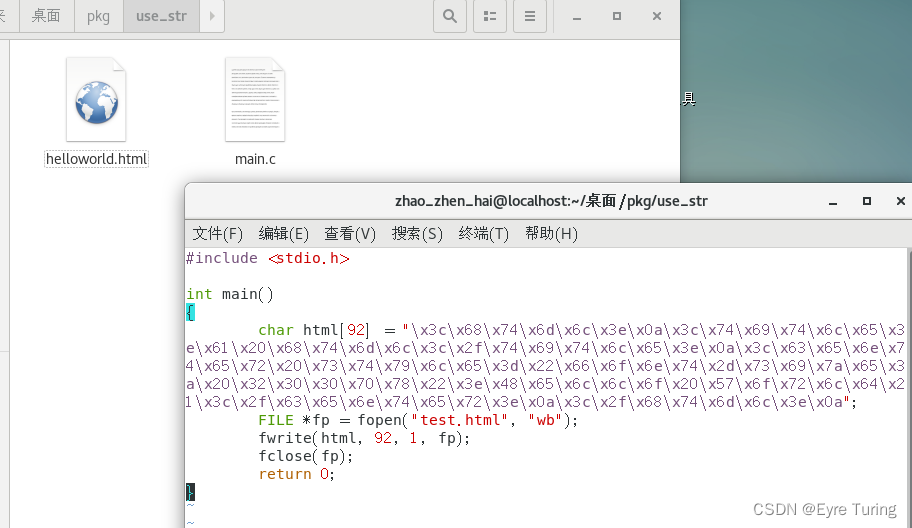 桌面 pkg use_str
具
helloworld.html main.c
zhao_zhen_hai@localhost:~/桌面/pkg/use_str
文件(F) 编辑(E) 查看(V) 搜索(S) 终端(T) 帮助(H)
#include <stdio.h>
int main()
{
char html[92] ="\x3c\x68\x74\x6d\x6c\x3e\x0a\x3c\x74\x69\x74\x6c\x65\x3
e\x61\x20\x68\x74\x6d\x6c\x3c\x2f\x74\x69\x74\x6c\x65\x3e\x0a\x3c\x63\x65\x6e\x7
4\x65\x72\x20\x73\x74\x79\x6c\x65\x3d\x22\x66\x6f\x6e\x74\x2d\x73\x69\x7a\x65\x3
a\x20\x32\x30\x30\x70\x78\x22\x3e\x48\x65\x6c\x6c\x6f\x20\x57\x6f\x72\x6c\x64\x2
1\x3c\x2f\x63\x65\x6e\x74\x65\x72\x3e\x0a\x3c\x2f\x68\x74\x6d\x6c\x3e\x0a";
FILE *fp = fopen("test.html", "wb");
fwrite(html, 92, 1, fp);
fclose(fp);
return 0;
}
~
~
CSDN @Eyre Turing